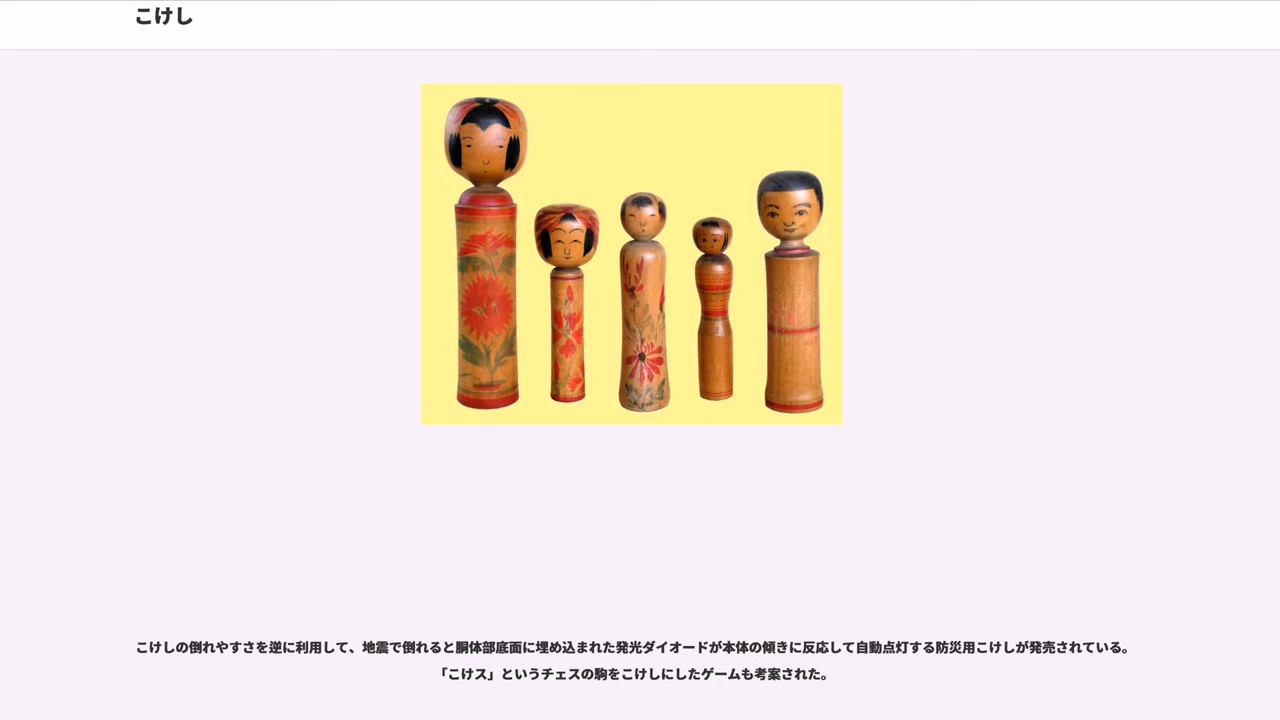 こけし
こけしの倒れやすさを逆に利用して、地震で倒れると胴体部底面に埋め込まれた発光ダイオードが本体の傾きに反応して自動点灯する防災用こけしが発売されている。
「こけス」というチェスの駒をこけしにしたゲームも考案された。